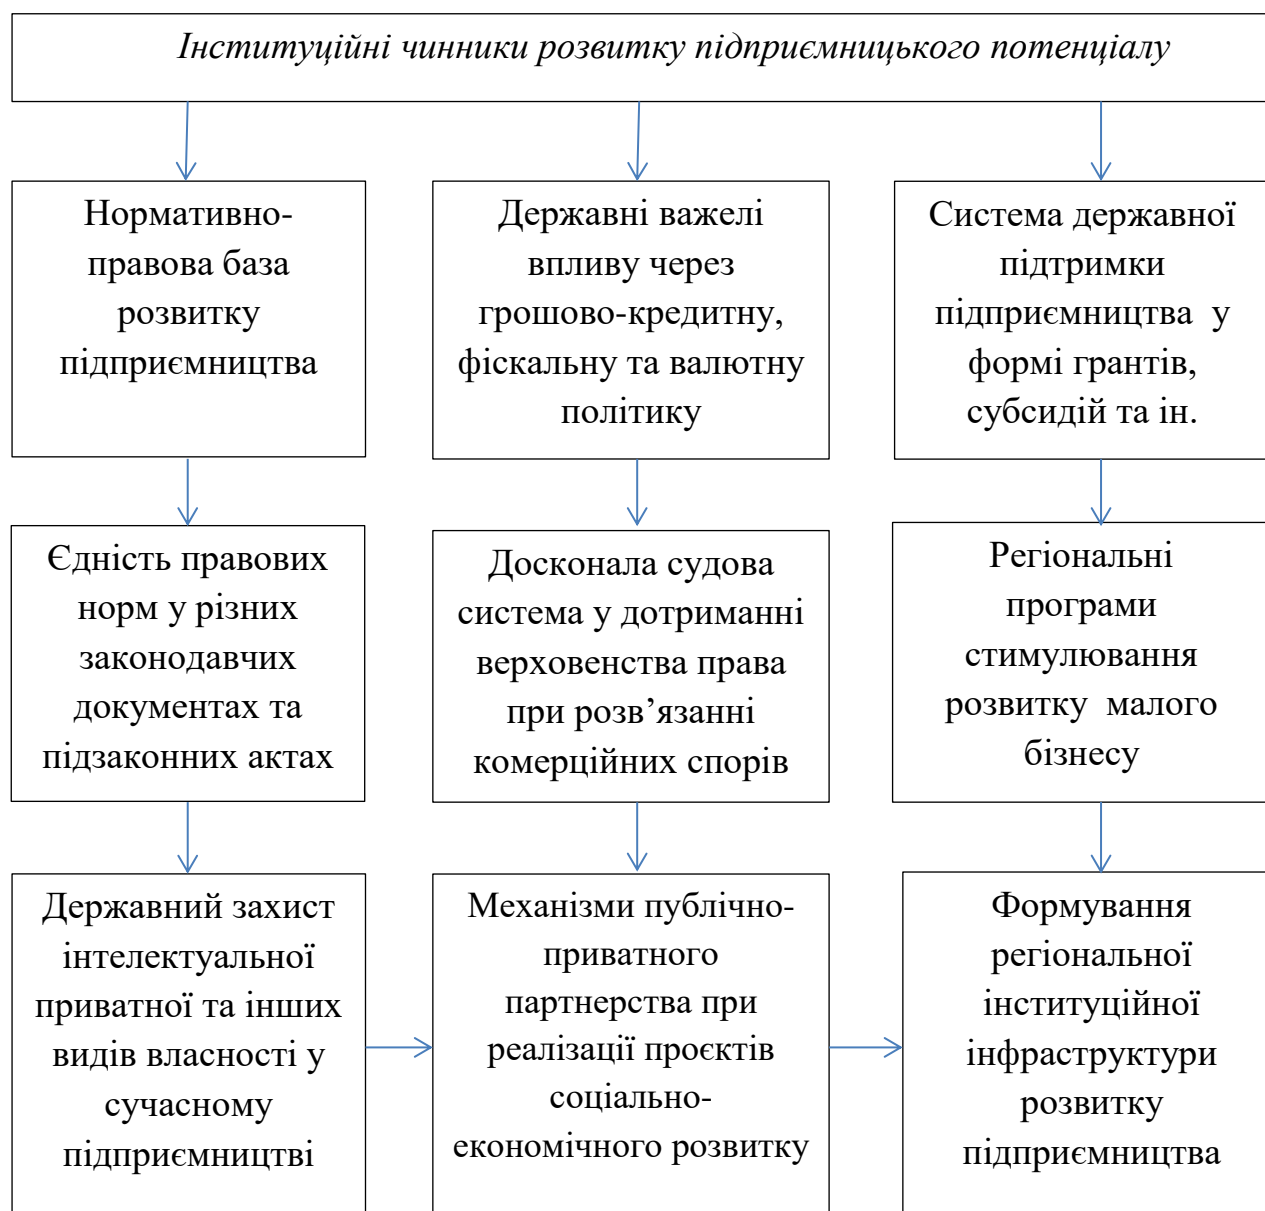 Інституційні чинники розвитку підприємницького потенціалу
Нормативно-
правова база
розвитку
підприємництва
Державні важелі
впливу через
грошово-кредитну,
фіскальну та валютну
політику
Система державної
підтримки
підприємництва у
формі грантів,
субсидій та ін.
Єдність правових
норм у різних
законодавчих
документах та
підзаконних актах
Досконала судова
система у дотриманні
верховенства права
при розв’язанні
комерційних спорів
Регіональні
програми
стимулювання
розвитку малого
бізнесу
Державний захист
інтелектуальної
приватної та інших
видів власності у
сучасному
підприємництві
Механізми публічно-
приватного
партнерства при
реалізації проєктів
соціально-
економічного розвитку
Формування
регіональної
інституційної
інфраструктури
розвитку
підприємництва